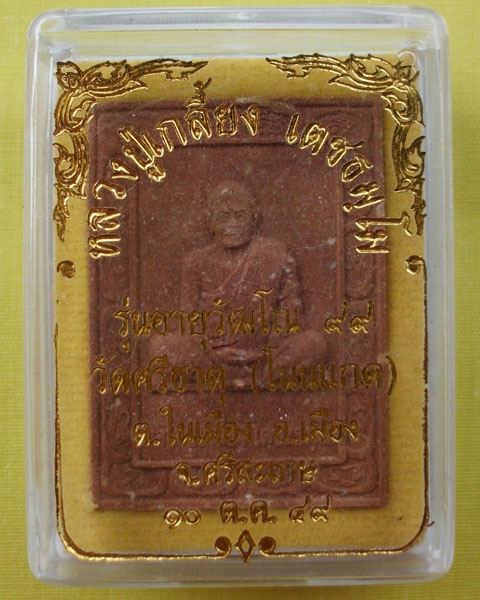 หลวงปู่เกลี้ยง เตชธมฺโม
รุ่นอายุวัฒโณ ๙๙
วัดศรีธาตุ (โนนแกด)
ต.ในเมือง อ.เมือง
จ.ศรีสะเกษ
๑๐ ต.ค. ๔๙